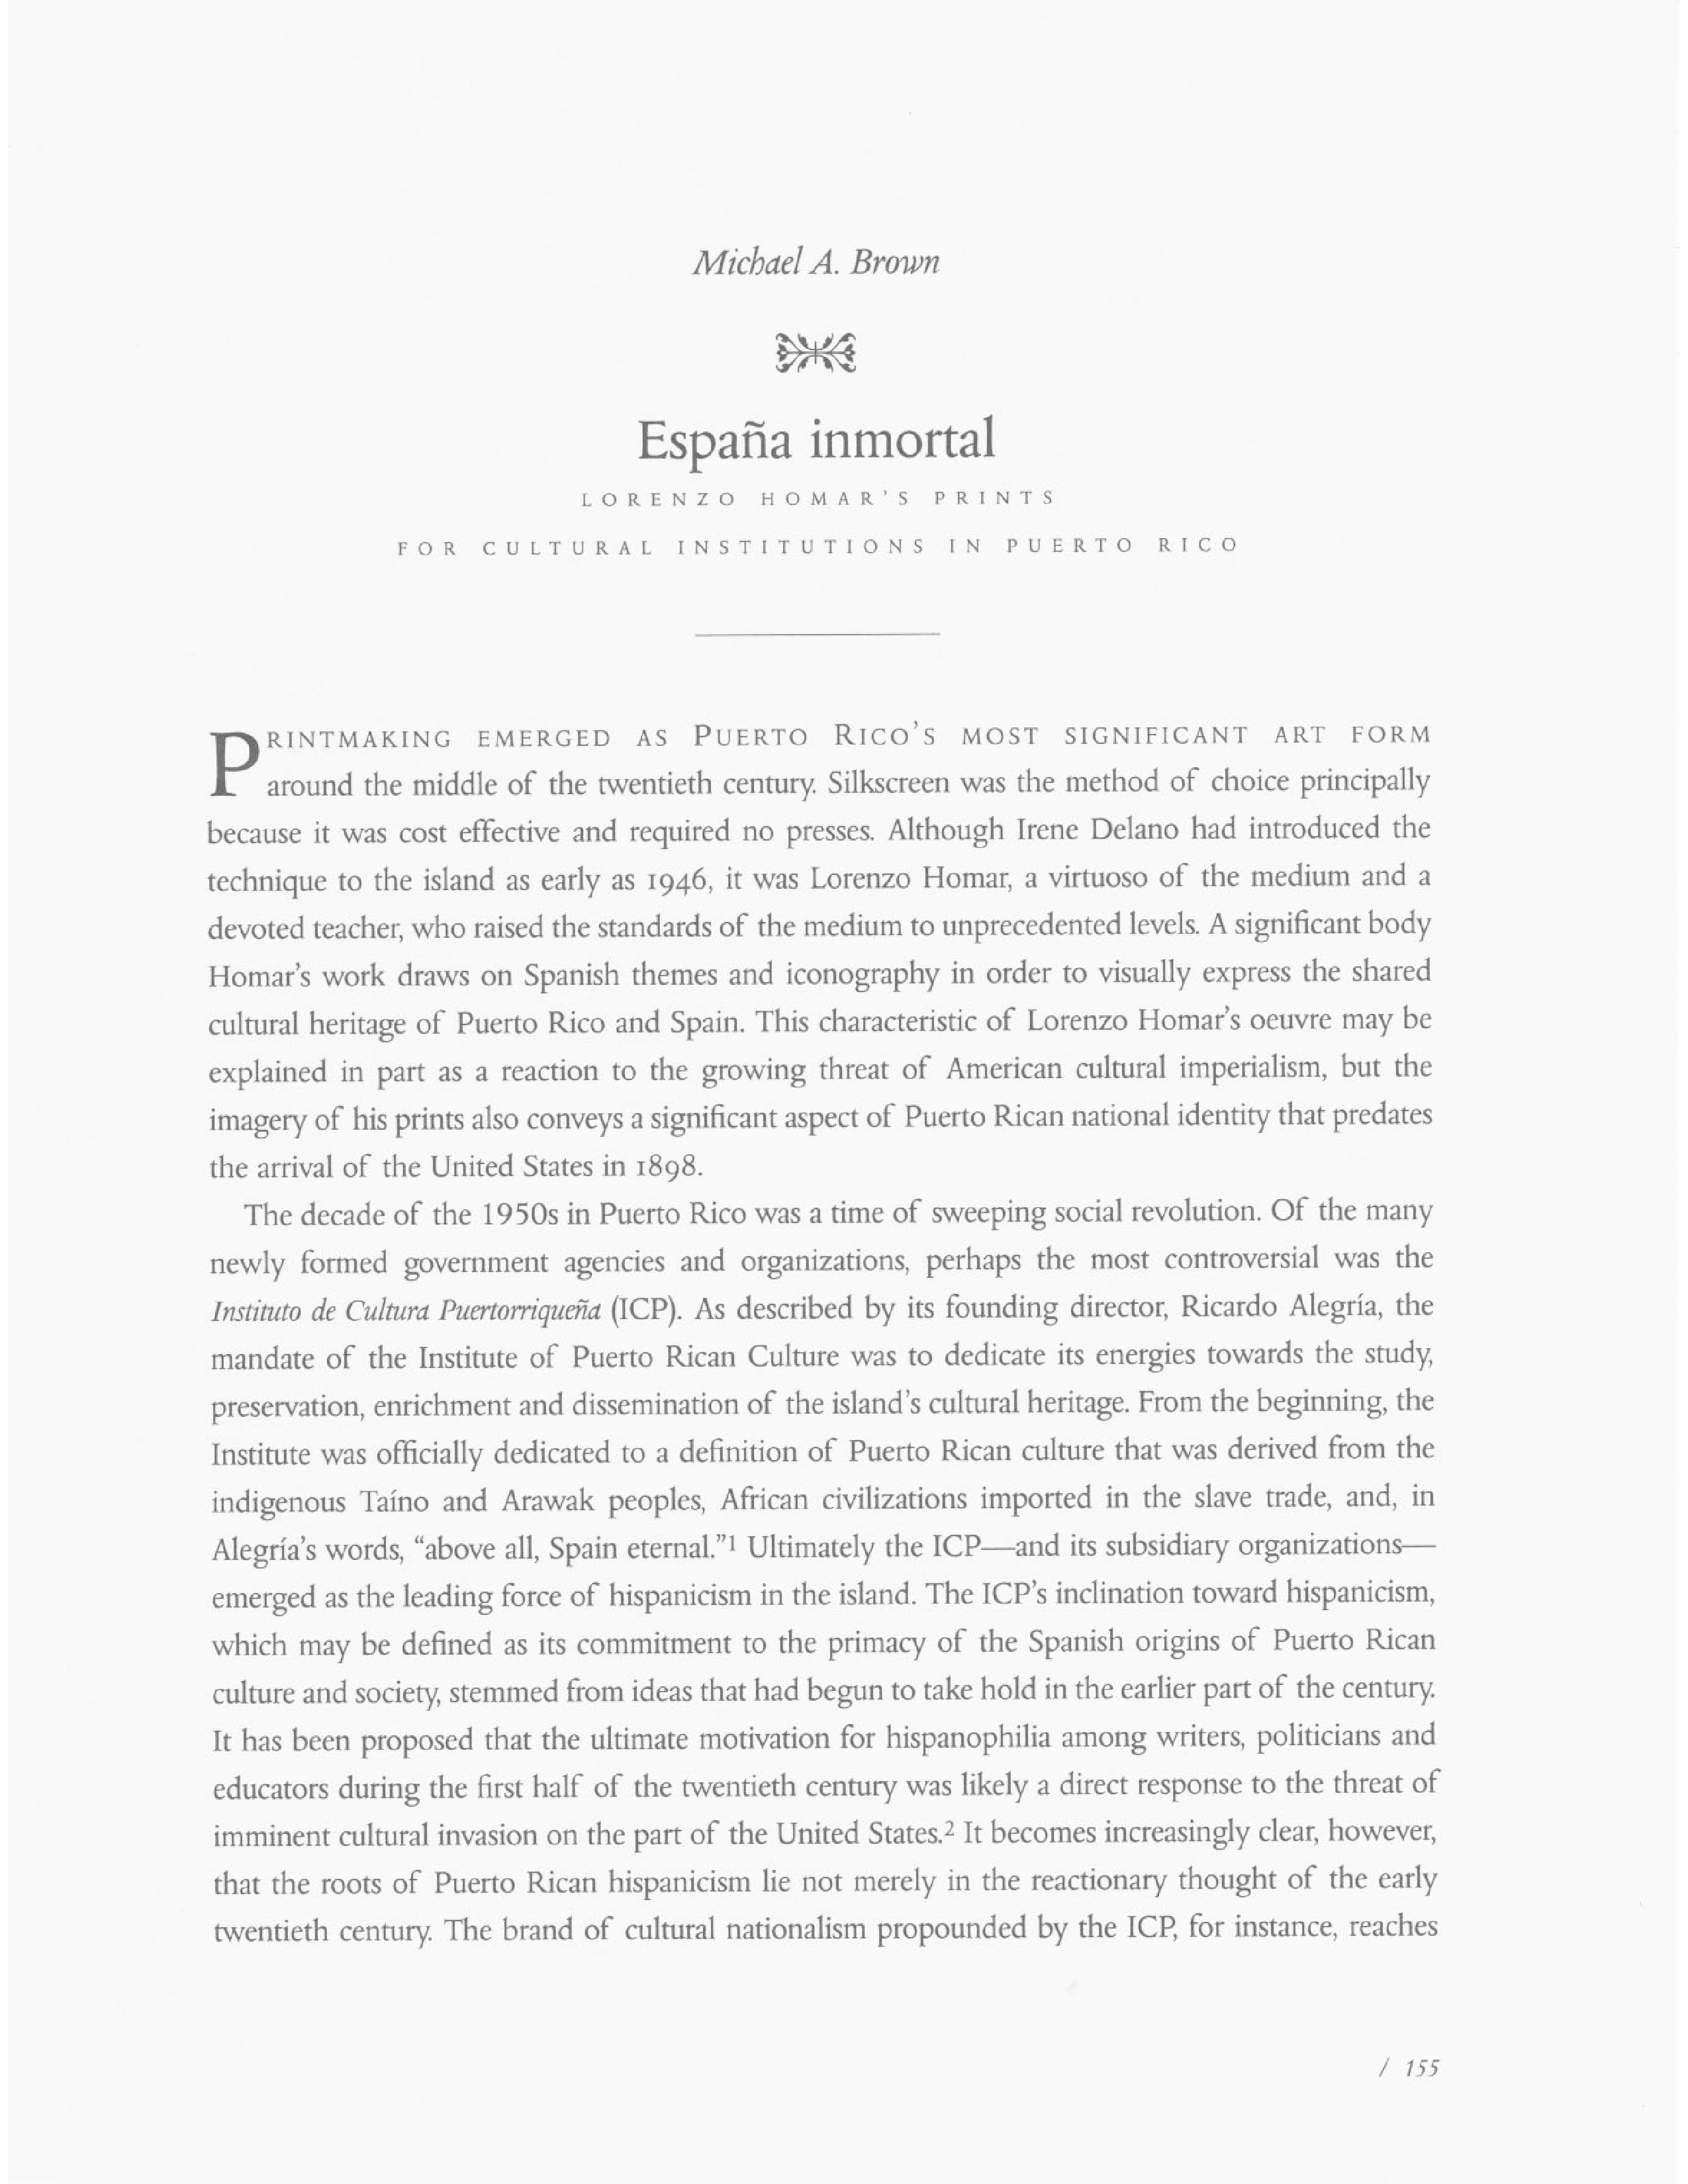 Michael A. Brown
España inmortal
LORENZO HOMAR'S PRINTS
FOR CULTURAL INSTITUTIONS IN PUERTO RICO
PRINTMAKING EMERGED AS PUERTO RICO'S MOST SIGNIFICANT ART FORM
around the middle of the twentieth century. Silkscreen was the method of choice principally
because it was cost effective and required no presses. Although Irene Delano had introduced the
technique to the island as early as 1946, it was Lorenzo Homar, a virtuoso of the medium and a
devoted teacher, who raised the standards of the medium to unprecedented levels. A significant body
Homar's work draws on Spanish themes and iconography in order to visually express the shared
cultural heritage of Puerto Rico and Spain. This characteristic of Lorenzo Homar's oeuvre may be
explained in part as a reaction to the growing threat of American cultural imperialism, but the
imagery of his prints also conveys a significant aspect of Puerto Rican national identity that predates
the arrival of the United States in 1898.
The decade of the 1950s in Puerto Rico was a time of sweeping social revolution. Of the many
newly formed government agencies and organizations, perhaps the most controversial was the
Instituto de Cultura Puertorriqueña (ICP). As described by its founding director, Ricardo Alegría, the
mandate of the Institute of Puerto Rican Culture was to dedicate its energies towards the study,
preservation, enrichment and dissemination of the island's cultural heritage. From the beginning, the
Institute was officially dedicated to a definition of Puerto Rican culture that was derived from the
indigenous Taíno and Arawak peoples, African civilizations imported in the slave trade, and, in
Alegría's words, “above all, Spain eternal.”1 Ultimately the ICP—and its subsidiary organizations—
emerged as the leading force of hispanicism in the island. The ICP's inclination toward hispanicism,
which may be defined as its commitment to the primacy of the Spanish origins of Puerto Rican
culture and society, stemmed from ideas that had begun to take hold in the earlier part of the century.
It has been proposed that the ultimate motivation for hispanophilia among writers, politicians and
educators during the first half of the twentieth century was likely a direct response to the threat of
imminent cultural invasion on the part of the United States.2 It becomes increasingly clear, however,
that the roots of Puerto Rican hispanicism lie not merely in the reactionary thought of the early
twentieth century. The brand of cultural nationalism propounded by the ICP, for instance, reaches
/ 155